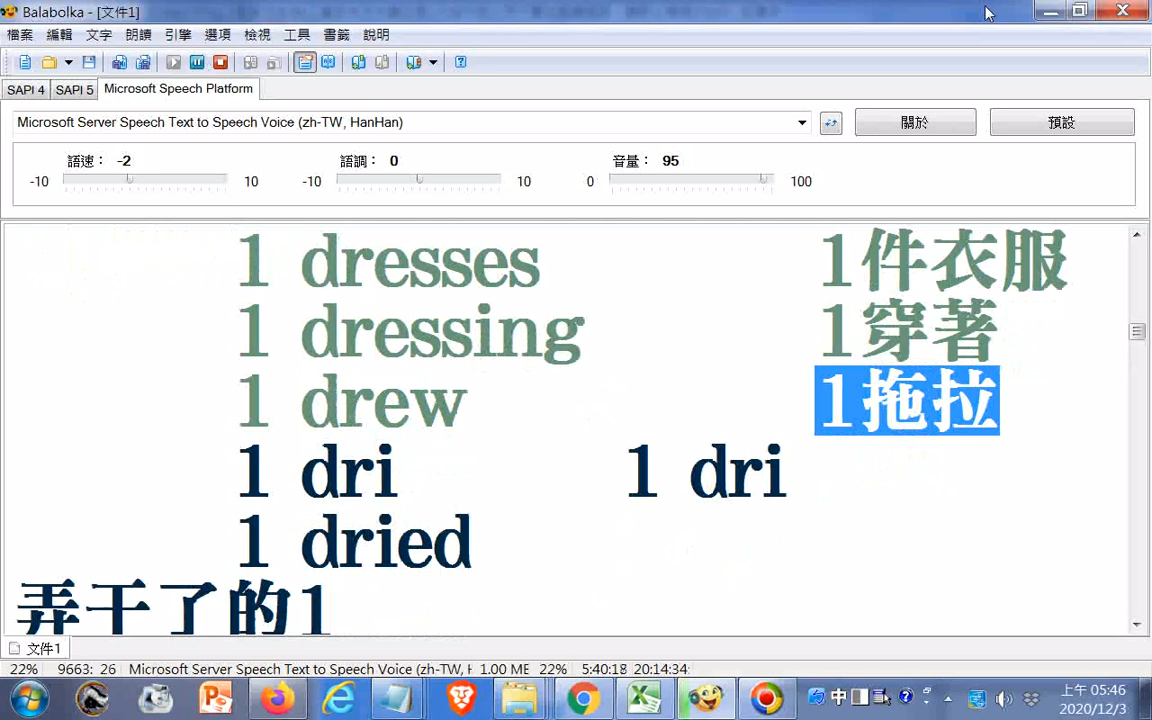 Balabolka - [文件1]
檔案 編輯 文字 朗讀 引擎 選項 檢視 工具 書籤 說明
SAPI 4 SAPI 5 Microsoft Speech Platform
Microsoft Server Speech Text to Speech Voice (zh-TW, HanHan) 關於 預設
語速： -2 語調： 0 音量： 95
-10 10 -10 10 0 100
1 dresses 1件衣服
1 dressing 1穿著
1 drew 1拖拉
1 dri 1 dri
1 dried
弄干了的1
文件1
22% 9663: 26 Microsoft Server Speech Text to Speech Voice (zh-TW, H 1.00 ME 22% 5:40:18 20:14:34
中 上午 05:46
2020/12/3